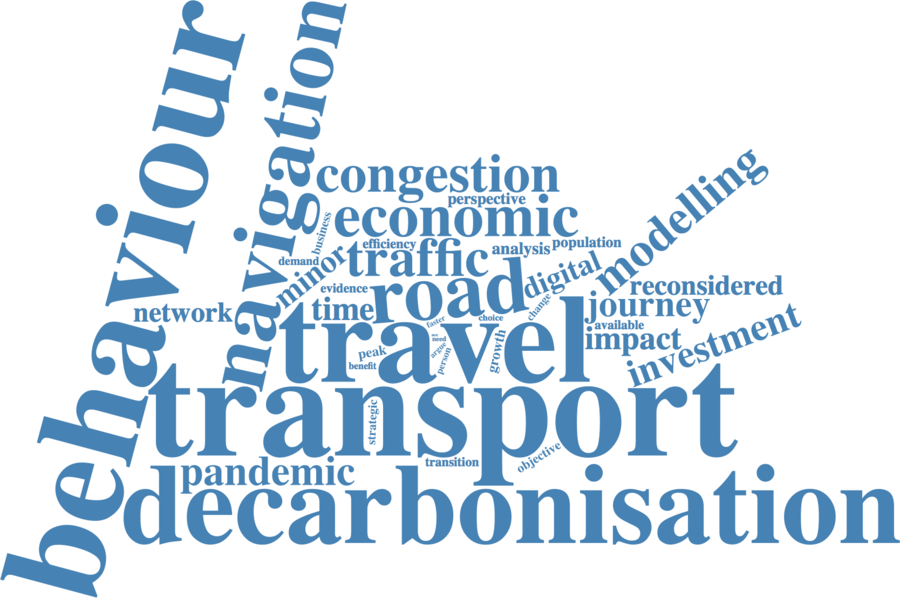 behaviour
navigation
congestion
perspective
economic
business
efficiency
analysis
population
modelling
demand
minor
traffic
digital
evidence
road
reconsidered
network
time
change
journey
faster
choice
travel
available
need
argue
person
growth
impact
investment
peak
benefit
transport
strategic
transition
objective
pandemic
decarbonisation